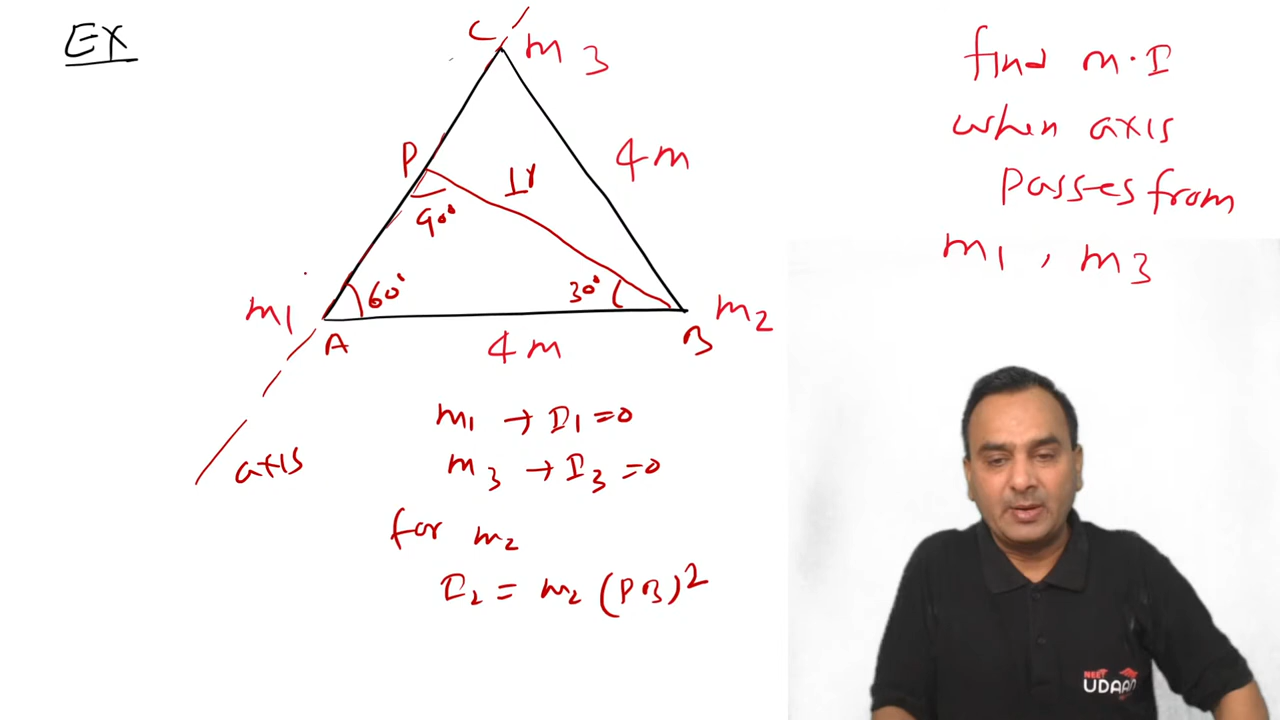 EX
C
m3
find m.I
when axis
passes from
m1, m3
P
⊥r
4m
90°
60°
30°
m1
m2
A
B
4m
axis
m1 → I1 = 0
m3 → I3 = 0
for m2
I2 = m2 (PB)²
NEET
UDAAN